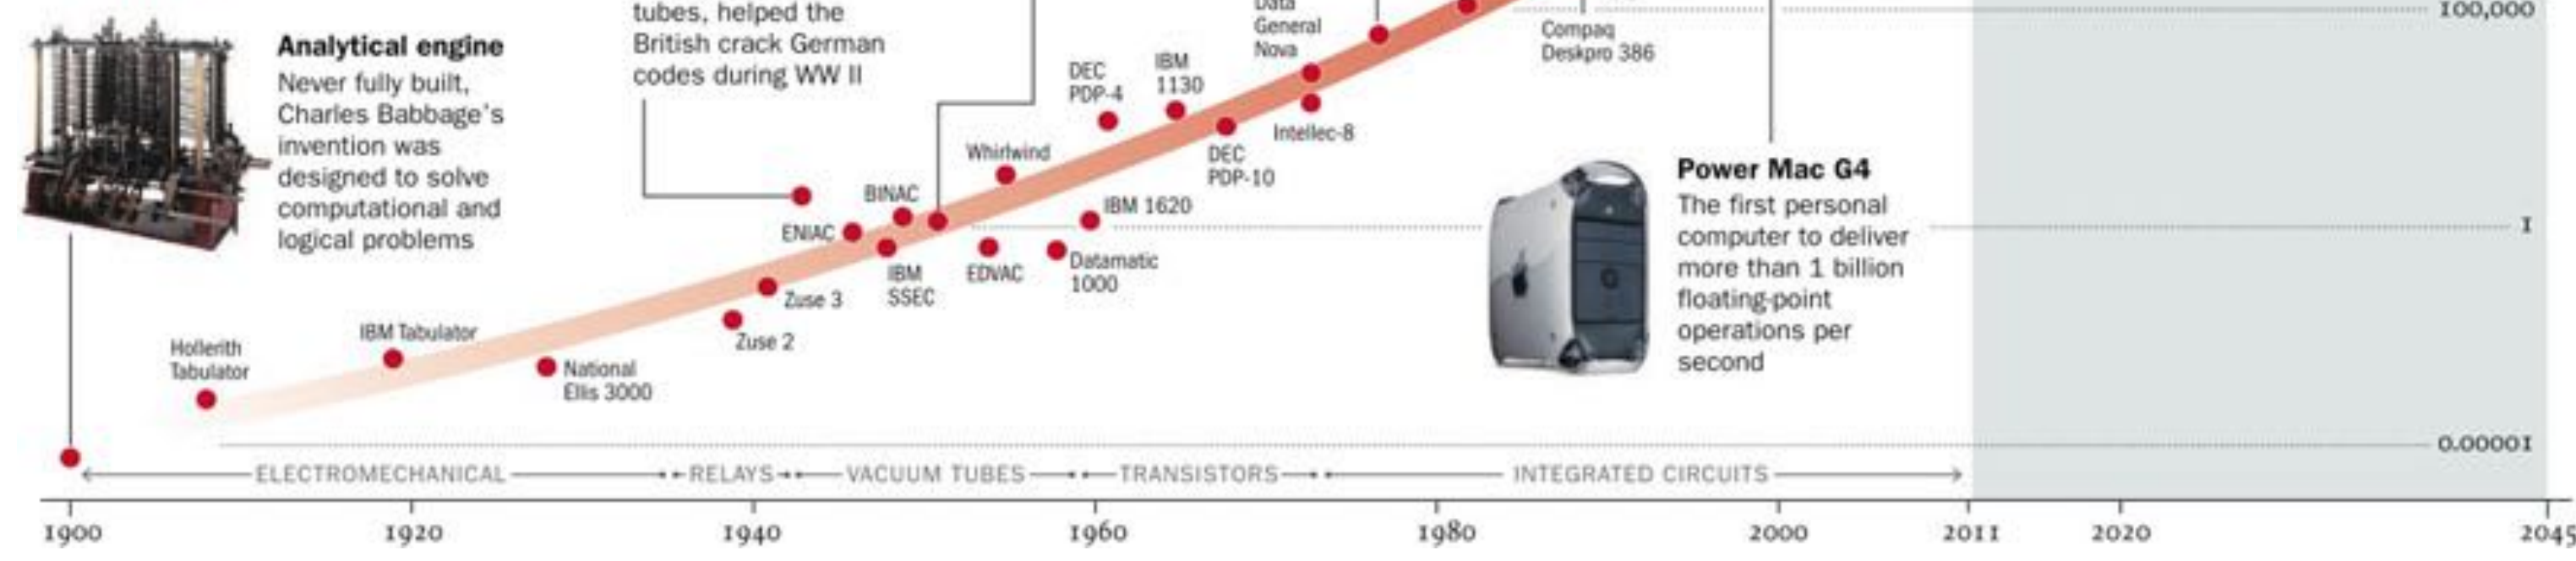 tubes, helped the
British crack German
codes during WW II
Analytical engine
Never fully built,
Charles Babbage's
invention was
designed to solve
computational and
logical problems
Data
General
Nova
Compaq
Deskpro 386
100,000
DEC
PDP-4
IBM
1130
Intellec-8
DEC
PDP-10
Whirlwind
BINAC
ENIAC
IBM 1620
IBM
SSEC
EDVAC
Datamatic
1000
Power Mac G4
The first personal
computer to deliver
more than 1 billion
floating-point
operations per
second
1
Zuse 3
Zuse 2
IBM Tabulator
Hollerith
Tabulator
National
Ellis 3000
0.00001
ELECTROMECHANICAL RELAYS VACUUM TUBES TRANSISTORS INTEGRATED CIRCUITS
1900 1920 1940 1960 1980 2000 2011 2020 2045